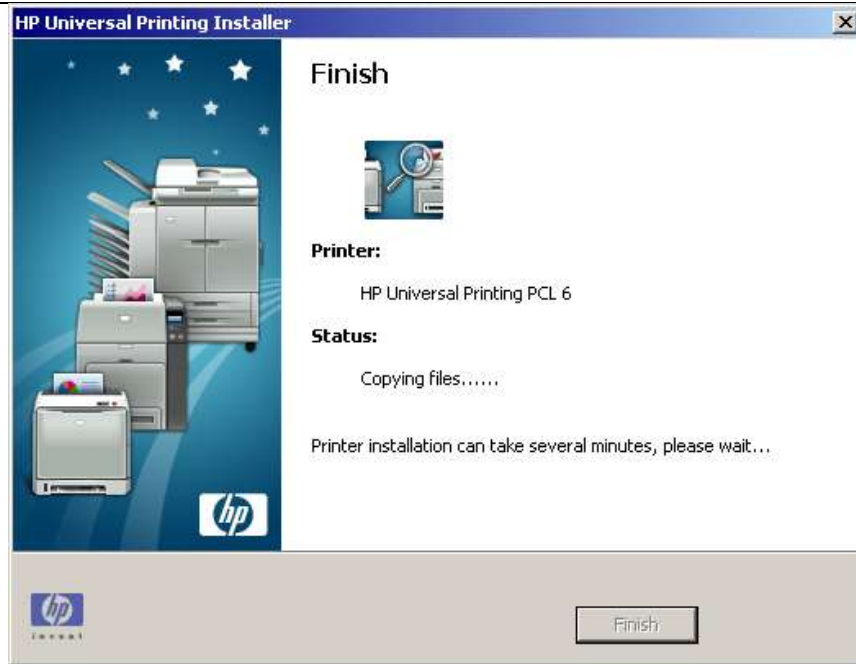 HP Universal Printing Installer
Finish
Printer:
HP Universal Printing PCL 6
Status:
Copying files......
Printer installation can take several minutes, please wait...
hp
hp
invent
Finish